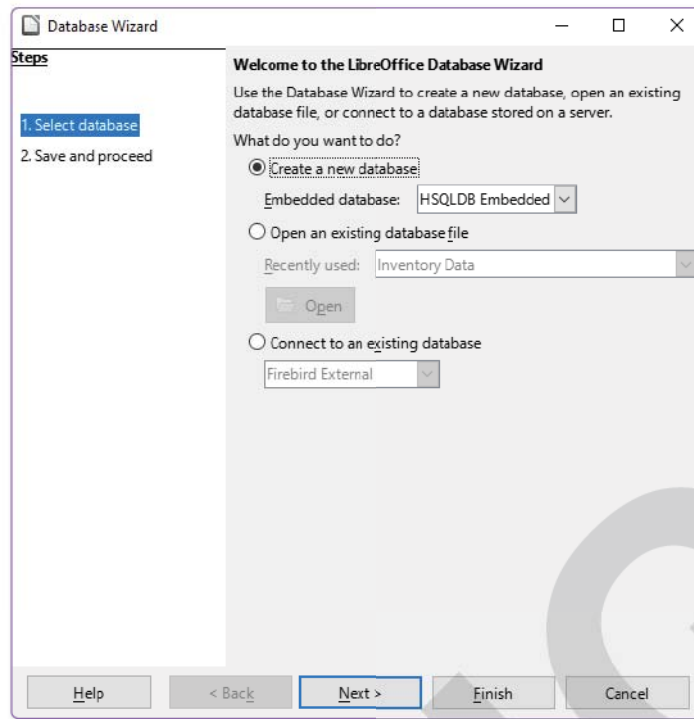 Database Wizard
Steps
1. Select database
2. Save and proceed
Welcome to the LibreOffice Database Wizard
Use the Database Wizard to create a new database, open an existing
database file, or connect to a database stored on a server.
What do you want to do?
Create a new database
Embedded database: HSQLDB Embedded
Open an existing database file
Recently used: Inventory Data
Open
Connect to an existing database
Firebird External
Help < Back Next > Finish Cancel